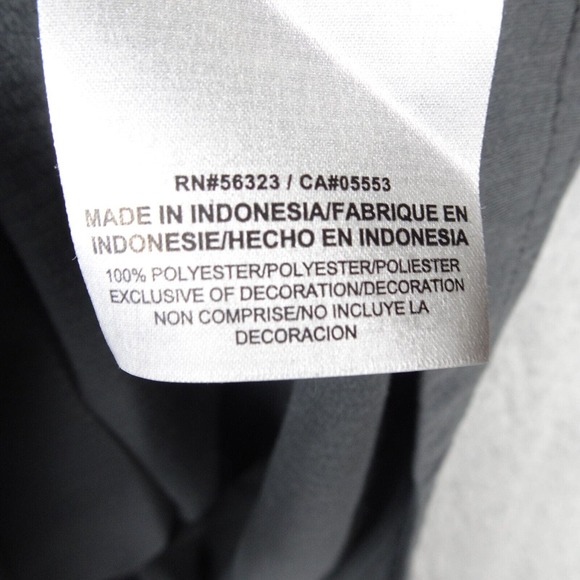 RN#56323 / CA#05553
MADE IN INDONESIA/FABRIQUE EN
INDONESIE/HECHO EN INDONESIA
100% POLYESTER/POLYESTER/POLIESTER
EXCLUSIVE OF DECORATION/DECORATION
NON COMPRISE/NO INCLUYE LA
DECORACION